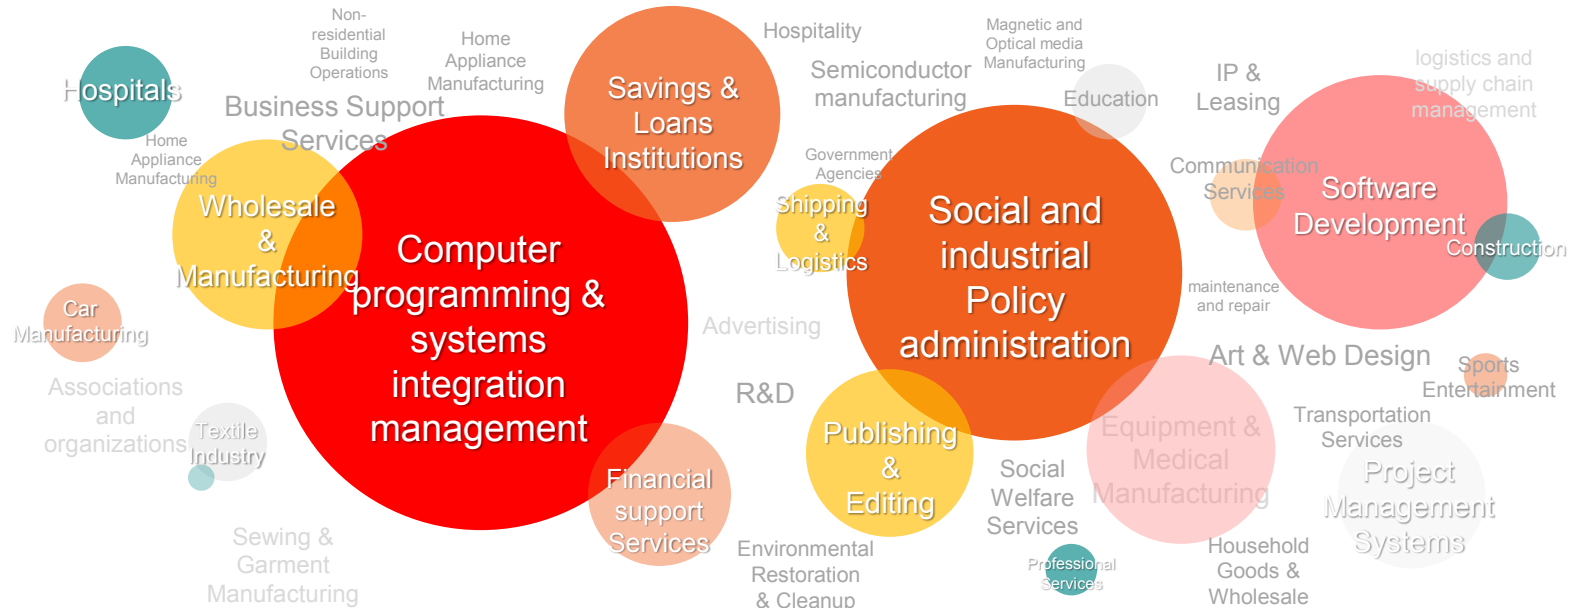 Non-
residential
Building
Operations
Home
Appliance
Manufacturing
Hospitality
Magnetic and
Optical media
Manufacturing
Hospitals
Business Support
Services
Savings &
Loans
Institutions
Semiconductor
manufacturing
Education
IP &
Leasing
logistics and
supply chain
management
Home
Appliance
Manufacturing
Government
Agencies
Communication
Services
Software
Development
Wholesale
&
Manufacturing
Computer
programming &
systems
integration
management
Shipping
&
Logistics
Social and
industrial
Policy
administration
Construction
Car
Manufacturing
Advertising
maintenance
and repair
Art & Web Design
Sports
Entertainment
Associations
and
organizations
Textile
Industry
R&D
Publishing
&
Editing
Equipment &
Medical
Manufacturing
Transportation
Services
Financial
support
Services
Social
Welfare
Services
Project
Management
Systems
Sewing &
Garment
Manufacturing
Environmental
Restoration
& Cleanup
Professional
Services
Household
Goods &
Wholesale